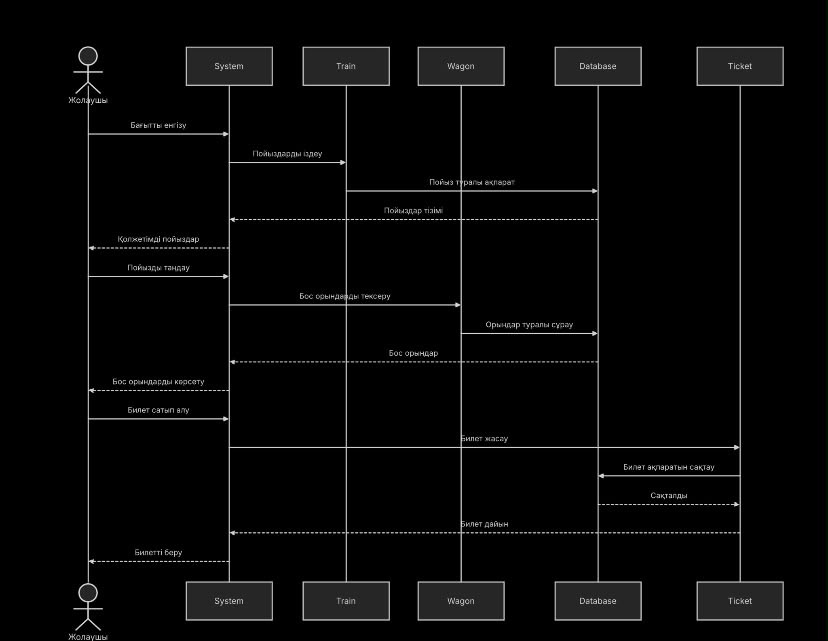 System
Train
Wagon
Database
Ticket
Жолаушы
Бағытты енгізу
Пойыздарды іздеу
Пойыз туралы ақпарат
Пойыздар тізімі
Қолжетімді пойыздар
Пойызды таңдау
Бос орындарды тексеру
Орындар туралы сұрау
Бос орындар
Бос орындарды көрсету
Билет сатып алу
Билет жасау
Билет ақпаратын сақтау
Сақталды
Билет дайын
Билетті беру
System
Train
Wagon
Database
Ticket
Жолаушы